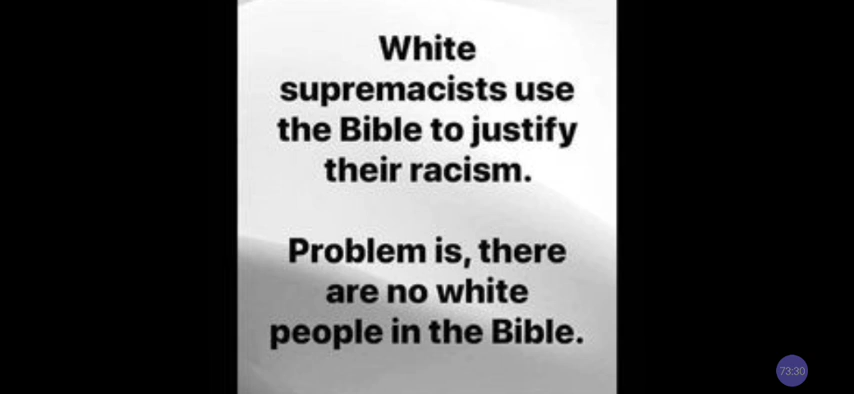 White
supremacists use
the Bible to justify
their racism.
Problem is, there
are no white
people in the Bible.
73:30